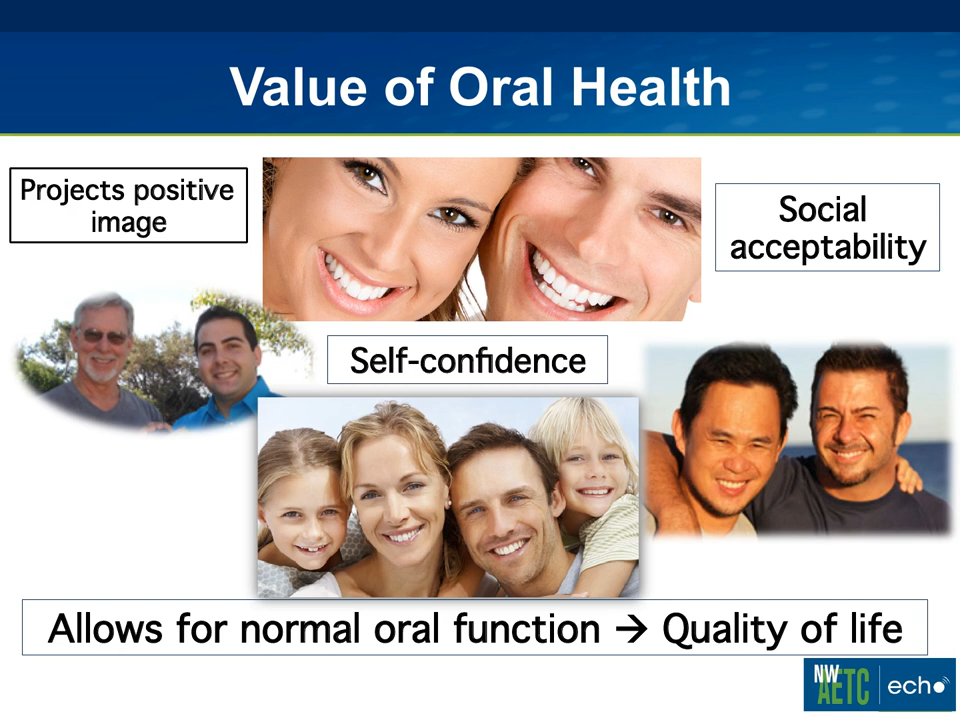 Value of Oral Health
Projects positive
image
Social
acceptability
Self-confidence
Allows for normal oral function → Quality of life
NW
AETC
echo